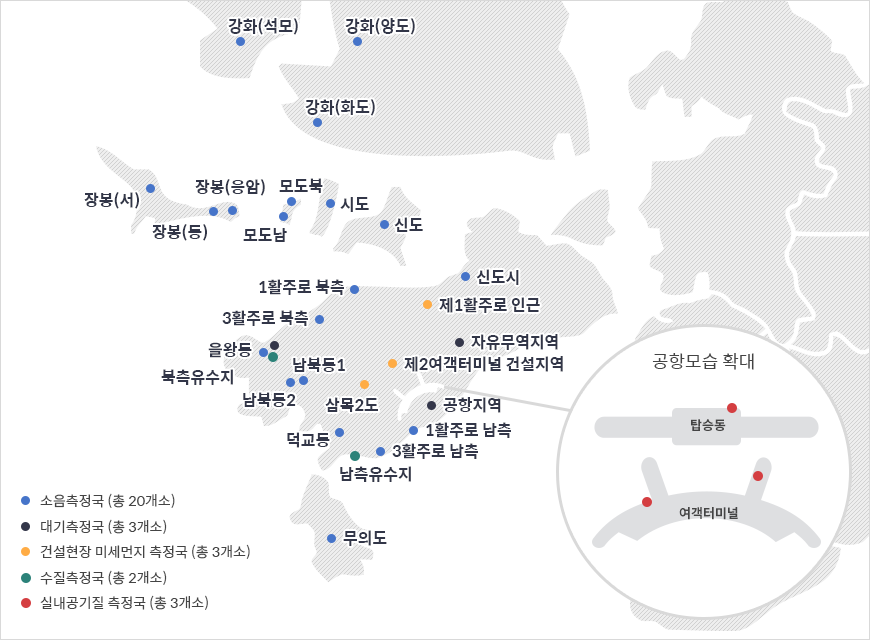 강화(석모)
강화(양도)
강화(화도)
장봉(서)
장봉(응암)
모도북
시도
장봉(동)
모도남
신도
1활주로 북측
신도시
제1활주로 인근
3활주로 북측
을왕동
자유무역지역
남북동1
제2여객터미널 건설지역
북측유수지
남북동2
삼목2도
공항지역
덕교동
1활주로 남측
3활주로 남측
남측유수지
무의도
공항모습 확대
탑승동
여객터미널
소음측정국 (총 20개소)
대기측정국 (총 3개소)
건설현장 미세먼지 측정국 (총 3개소)
수질측정국 (총 2개소)
실내공기질 측정국 (총 3개소)